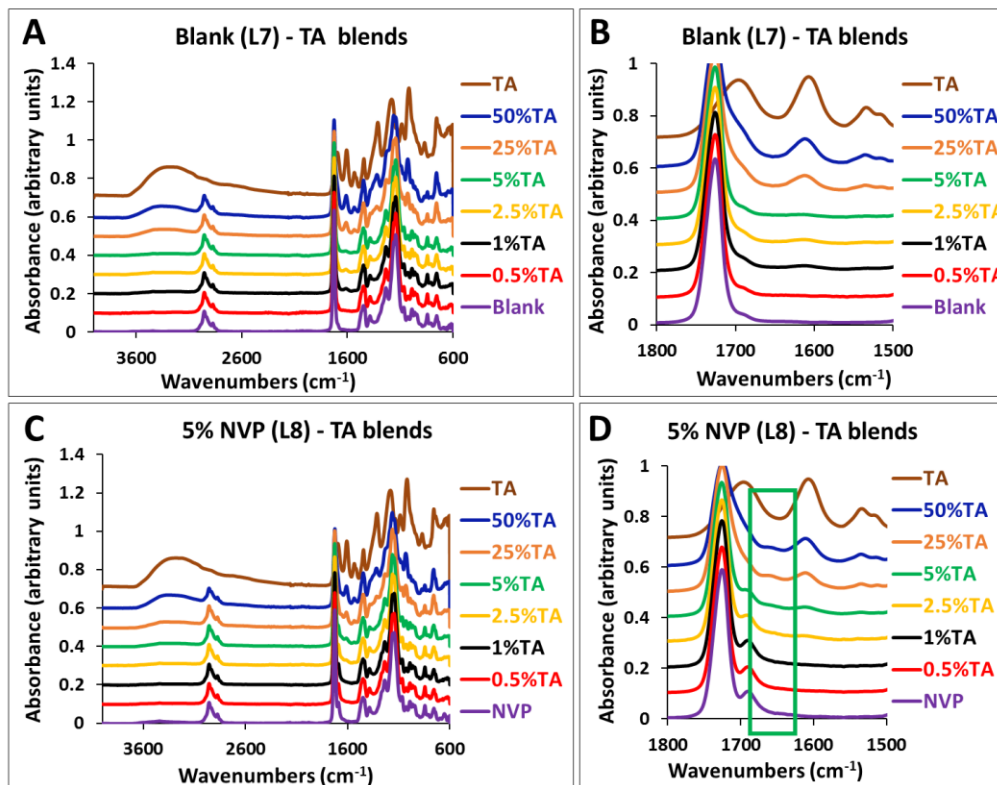 A
Blank (L7) - TA blends
Absorbance (arbitrary units)
1.4
1.2
1
0.8
0.6
0.4
0.2
0
3600
2600
1600
600
Wavenumbers (cm-1)
TA
50%TA
25%TA
5%TA
2.5%TA
1%TA
0.5%TA
Blank
B
Blank (L7) - TA blends
Absorbance (arbitrary units)
1
0.8
0.6
0.4
0.2
0
1800
1700
1600
1500
Wavenumbers (cm-1)
TA
50%TA
25%TA
5%TA
2.5%TA
1%TA
0.5%TA
Blank
C
5% NVP (L8) - TA blends
Absorbance (arbitrary units)
1.4
1.2
1
0.8
0.6
0.4
0.2
0
3600
2600
1600
600
Wavenumbers (cm-1)
TA
50%TA
25%TA
5%TA
2.5%TA
1%TA
0.5%TA
NVP
D
5% NVP (L8) - TA blends
Absorbance (arbitrary units)
1
0.8
0.6
0.4
0.2
0
1800
1700
1600
1500
Wavenumbers (cm-1)
TA
50%TA
25%TA
5%TA
2.5%TA
1%TA
0.5%TA
NVP